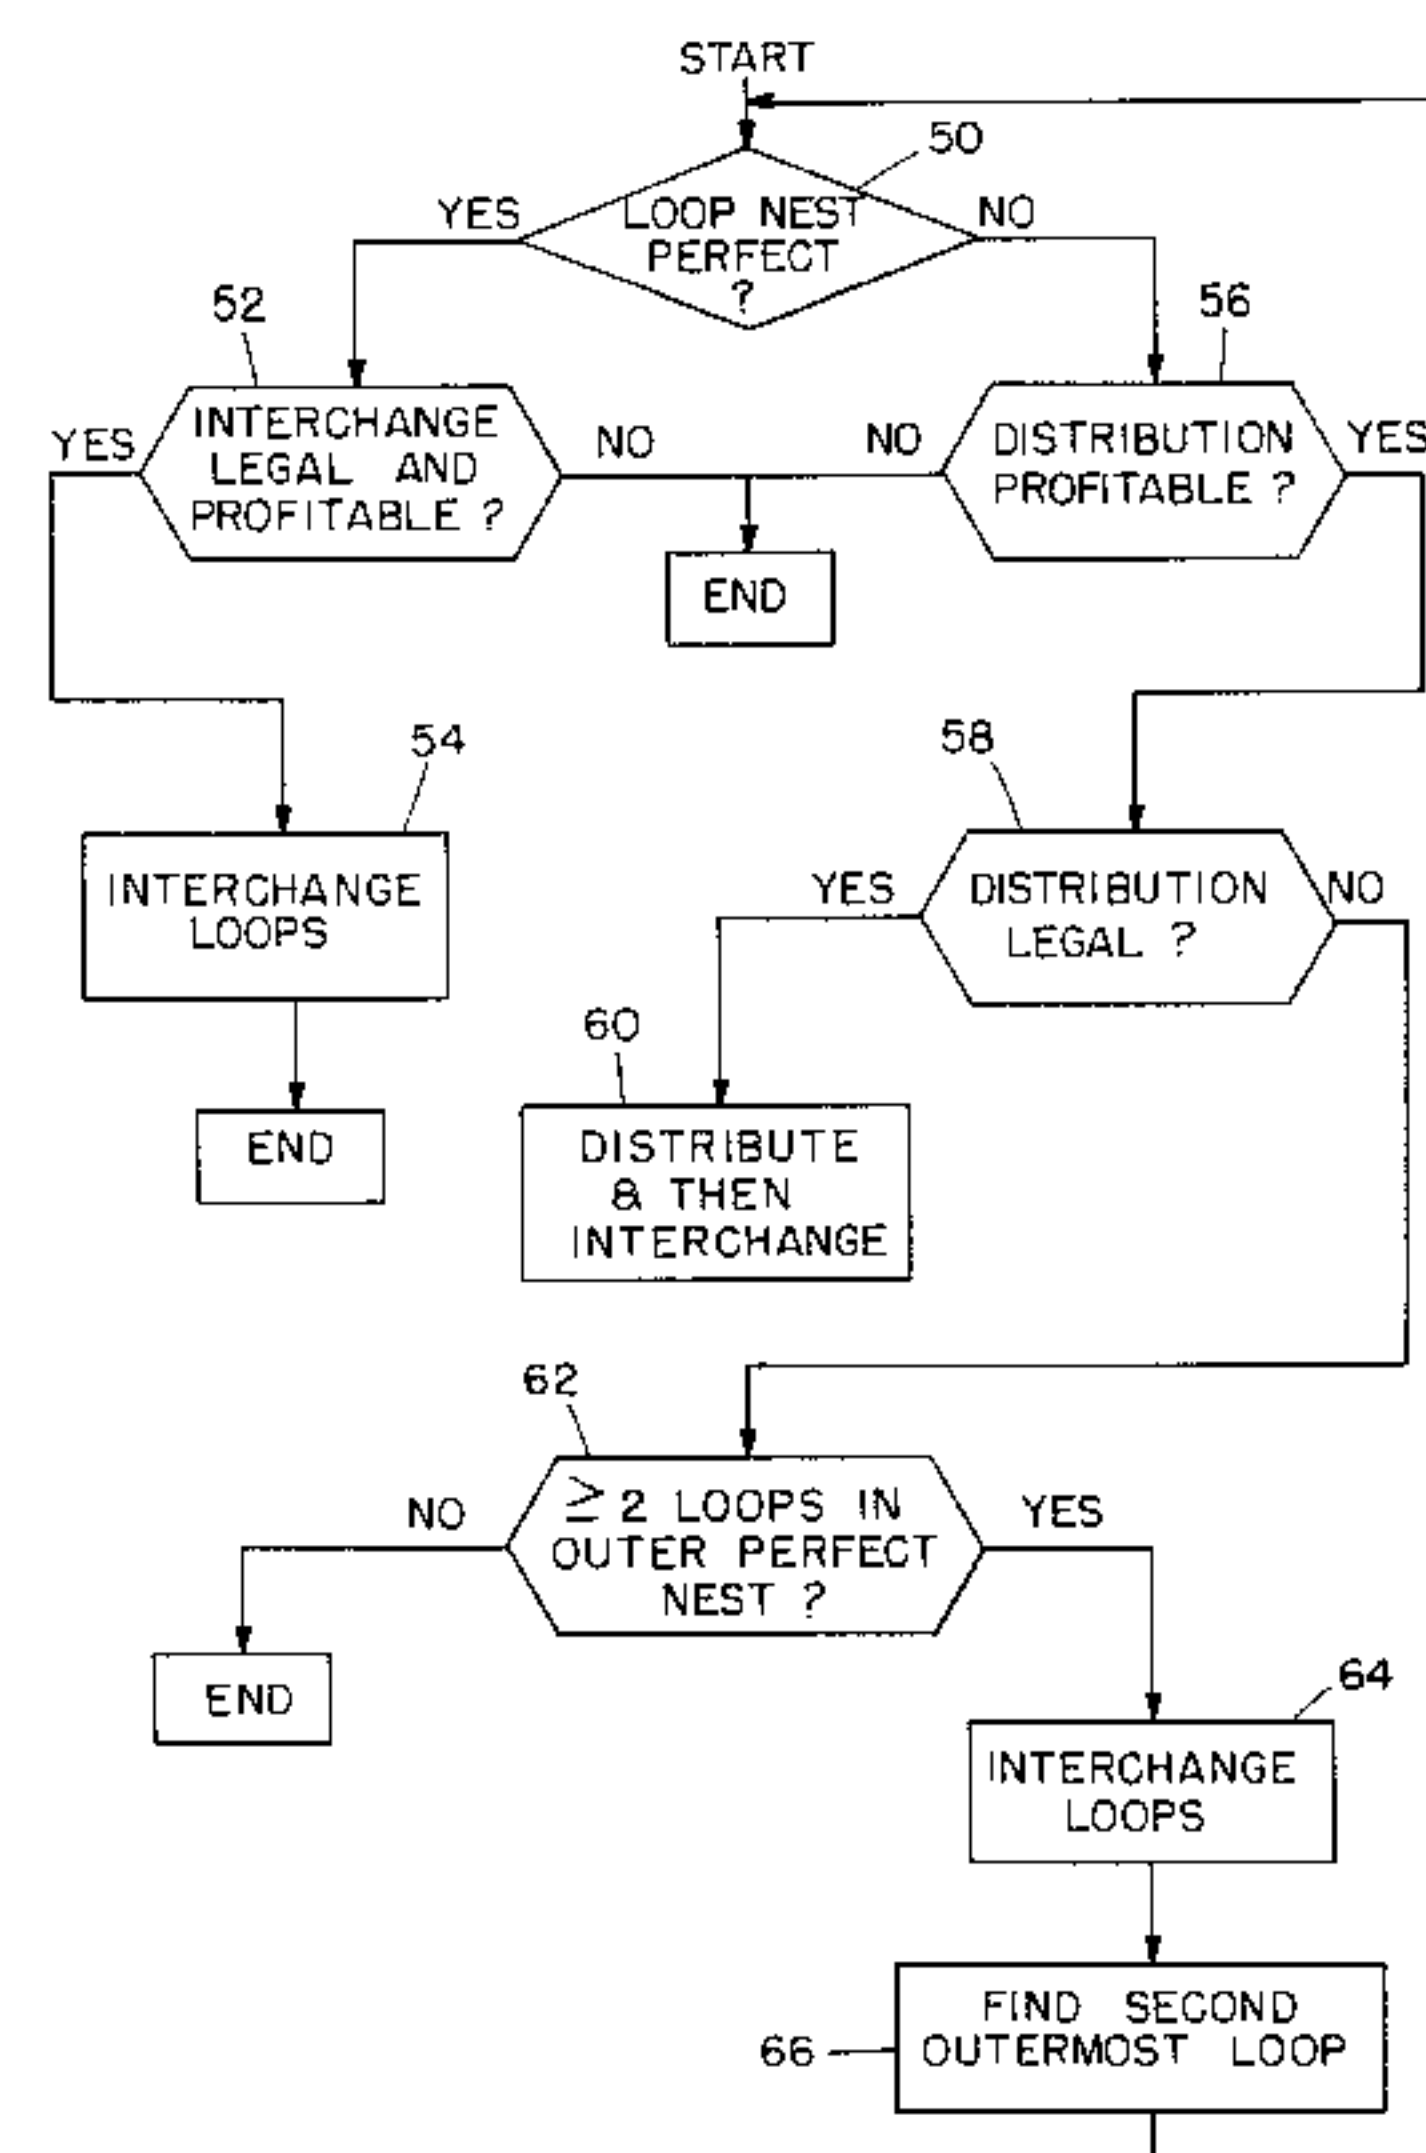 START
50
YES
LOOP NEST
PERFECT
?
NO
52
56
YES
INTERCHANGE
LEGAL AND
PROFITABLE ?
NO
NO
DISTRIBUTION
PROFITABLE ?
YES
END
54
58
INTERCHANGE
LOOPS
YES
DISTRIBUTION
LEGAL ?
NO
60
END
DISTRIBUTE
& THEN
INTERCHANGE
62
NO
≥ 2 LOOPS IN
OUTER PERFECT
NEST ?
YES
END
64
INTERCHANGE
LOOPS
66
FIND SECOND
OUTERMOST LOOP